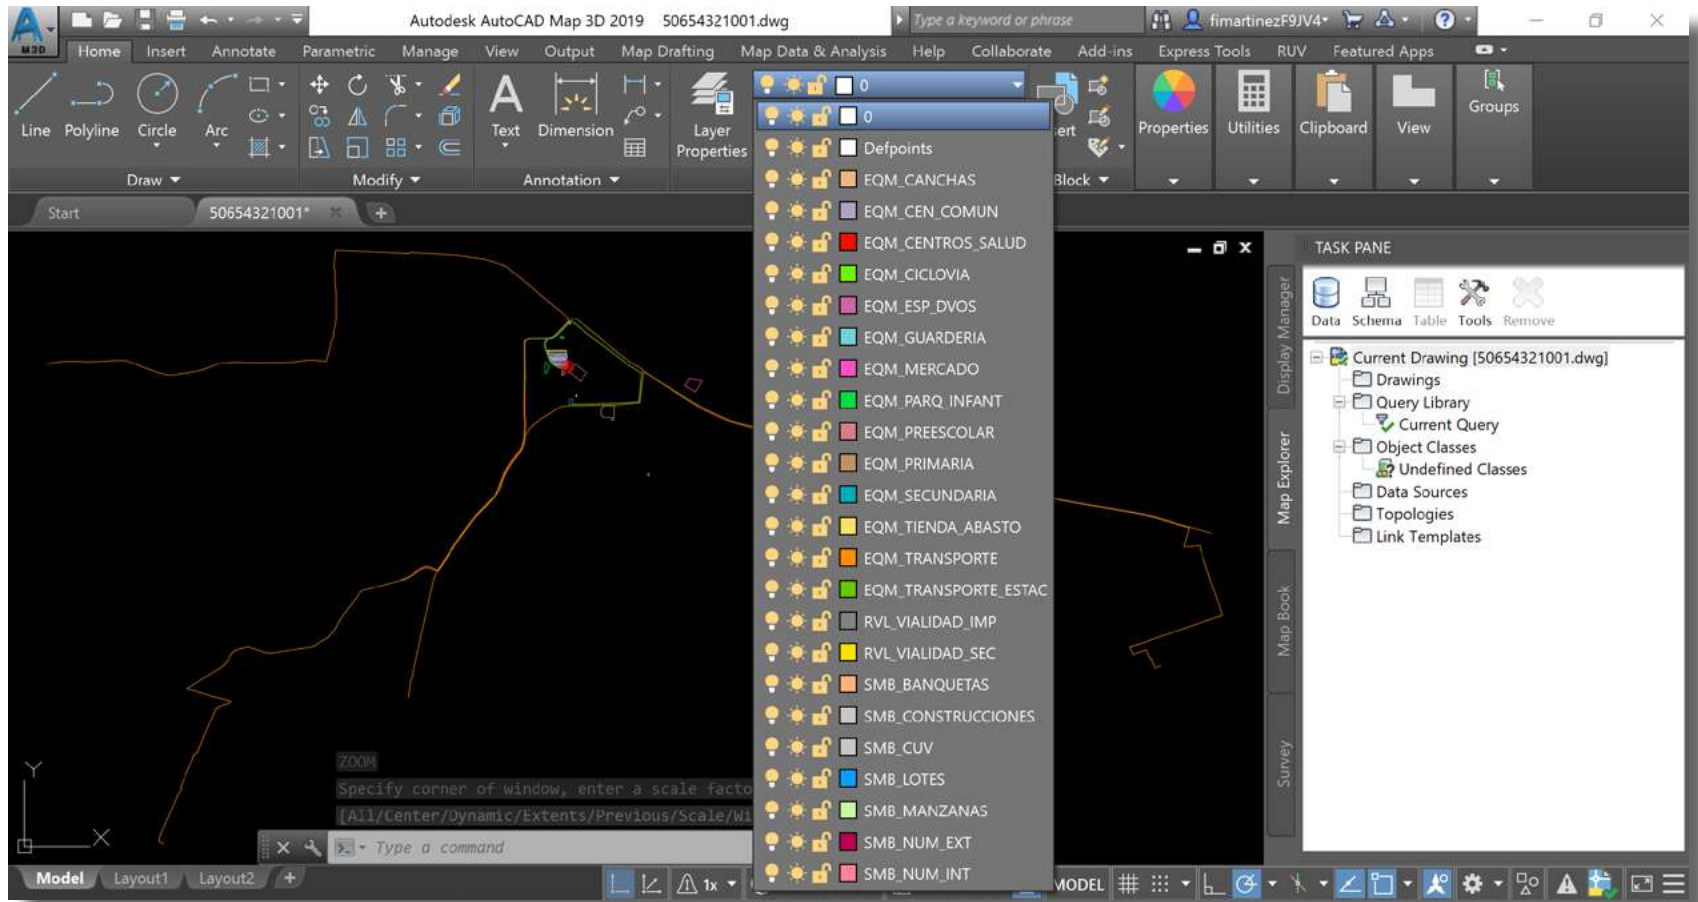 Autodesk AutoCAD Map 3D 2019 50654321001.dwg Type a keyword or phrase fimartinezF9JV4
M3D Home Insert Annotate Parametric Manage View Output Map Drafting Map Data & Analysis Help Collaborate Add-ins Express Tools RUV Featured Apps
0
0
Line Polyline Circle Arc Text Dimension Layer Properties ert Properties Utilities Clipboard View Groups
Draw Modify Annotation Block
Start 50654321001*
Defpoints
EQM_CANCHAS
EQM_CEN_COMUN
EQM_CENTROS_SALUD
EQM_CICLOVIA
EQM_ESP_DVOS
EQM_GUARDERIA
EQM_MERCADO
EQM_PARQ_INFANT
EQM_PREESCOLAR
EQM_PRIMARIA
EQM_SECUNDARIA
EQM_TIENDA_ABASTO
EQM_TRANSPORTE
EQM_TRANSPORTE_ESTAC
RVL_VIALIDAD_IMP
RVL_VIALIDAD_SEC
SMB_BANQUETAS
SMB_CONSTRUCCIONES
SMB_CUV
SMB_LOTES
SMB_MANZANAS
SMB_NUM_EXT
SMB_NUM_INT
TASK PANE
Data Schema Table Tools Remove
Current Drawing [50654321001.dwg]
Drawings
Query Library
Current Query
Object Classes
Undefined Classes
Data Sources
Topologies
Link Templates
Display Manager
Map Explorer
Map Book
Survey
Y
X
ZOOM
Specify corner of window, enter a scale facto
[All/Center/Dynamic/Extents/Previous/Scale/Wi
Type a command
Model Layout1 Layout2 + 1x MODEL